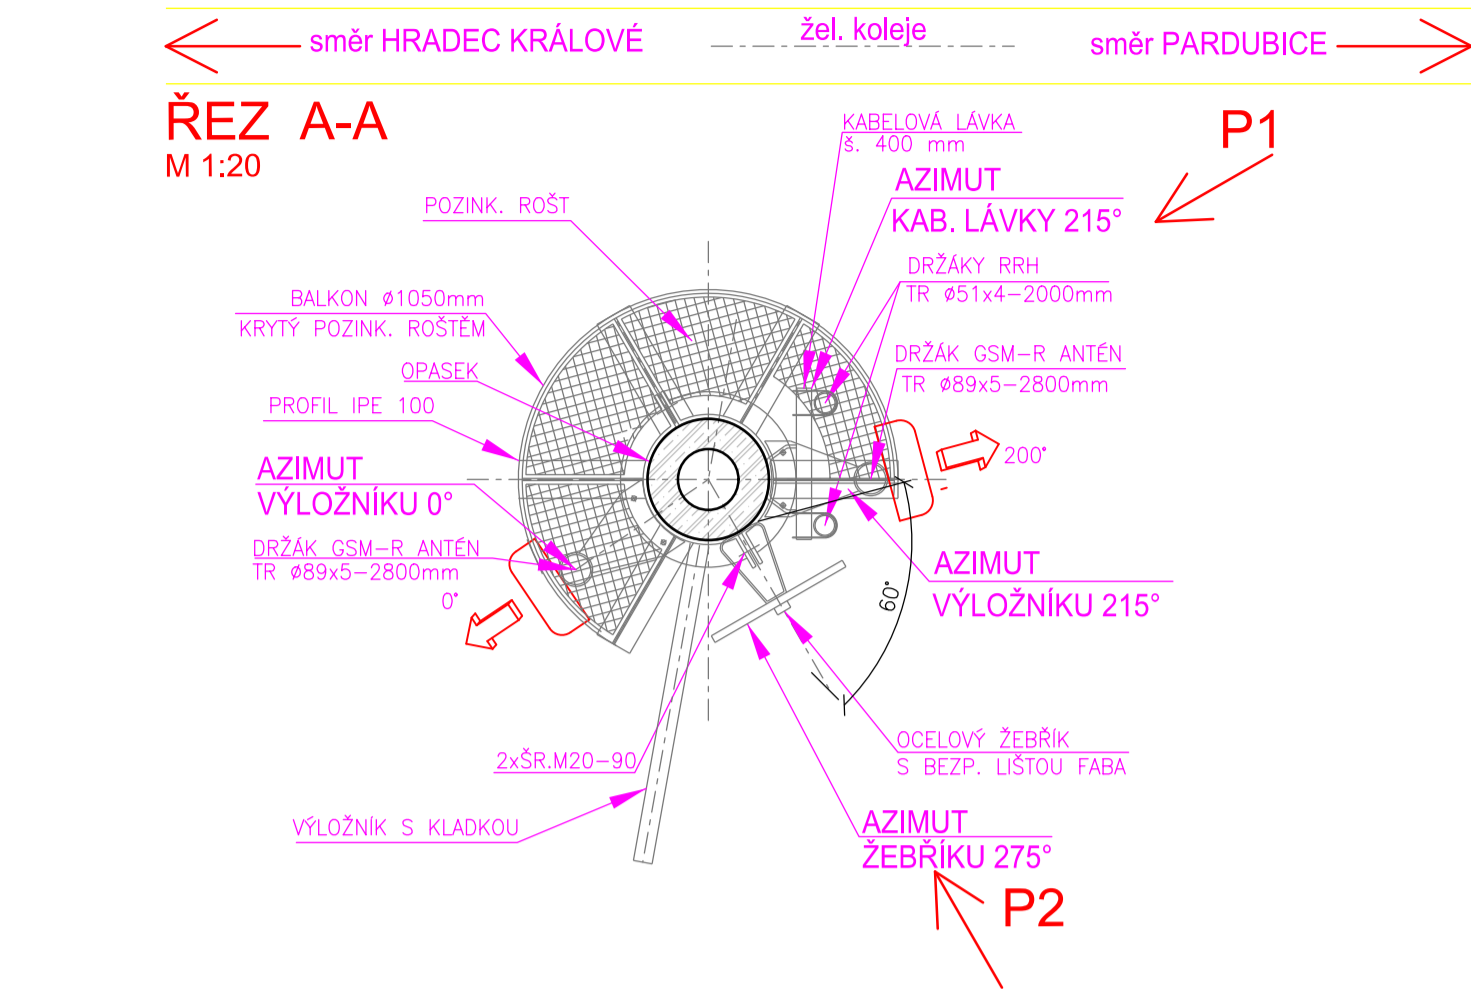 směr HRADEC KRÁLOVÉ
žel. koleje
směr PARDUBICE
ŘEZ A-A
M 1:20
P1
KABELOVÁ LÁVKA
š. 400 mm
AZIMUT
KAB. LÁVKY 215°
POZINK. ROŠT
DRŽÁKY RRH
TR ø51x4-2000mm
BALKON ø1050mm
KRYTÝ POZINK. ROŠTĚM
DRŽÁK GSM-R ANTÉN
TR ø89x5-2800mm
OPASEK
PROFIL IPE 100
200°
AZIMUT
VÝLOŽNÍKU 0°
DRŽÁK GSM-R ANTÉN
TR ø89x5-2800mm
0°
AZIMUT
VÝLOŽNÍKU 215°
60°
OCELOVÝ ŽEBŘÍK
S BEZP. LIŠTOU FABA
2xŠR.M20-90
VÝLOŽNÍK S KLADKOU
AZIMUT
ŽEBŘÍKU 275°
P2